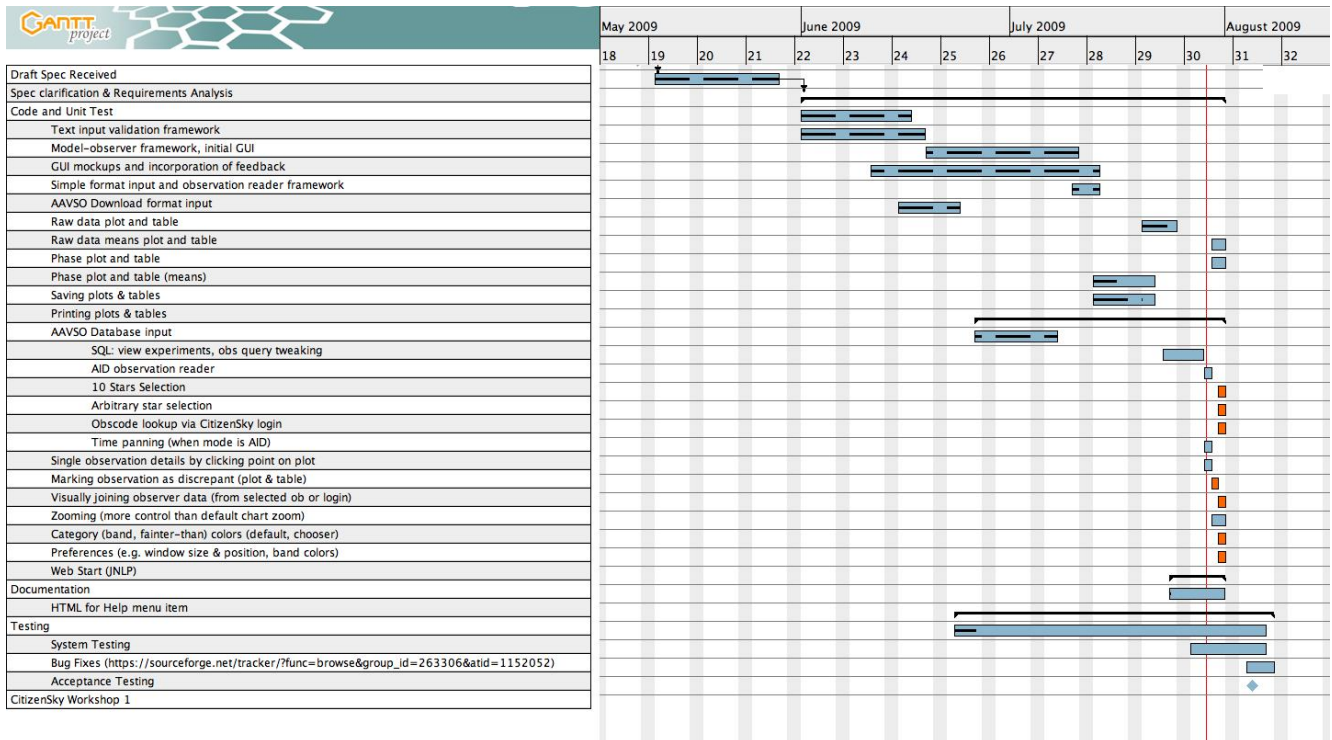 GANTT
project
May 2009 June 2009 July 2009 August 2009
18 19 20 21 22 23 24 25 26 27 28 29 30 31 32
Draft Spec Received
Spec clarification & Requirements Analysis
Code and Unit Test
Text input validation framework
Model-observer framework, initial GUI
GUI mockups and incorporation of feedback
Simple format input and observation reader framework
AAVSO Download format input
Raw data plot and table
Raw data means plot and table
Phase plot and table
Phase plot and table (means)
Saving plots & tables
Printing plots & tables
AAVSO Database input
SQL: view experiments, obs query tweaking
AID observation reader
10 Stars Selection
Arbitrary star selection
Obscode lookup via CitizenSky login
Time panning (when mode is AID)
Single observation details by clicking point on plot
Marking observation as discrepant (plot & table)
Visually joining observer data (from selected ob or login)
Zooming (more control than default chart zoom)
Category (band, fainter-than) colors (default, chooser)
Preferences (e.g. window size & position, band colors)
Web Start (JNLP)
Documentation
HTML for Help menu item
Testing
System Testing
Bug Fixes (https://sourceforge.net/tracker/?func=browse&group_id=263306&atid=1152052)
Acceptance Testing
CitizenSky Workshop 1